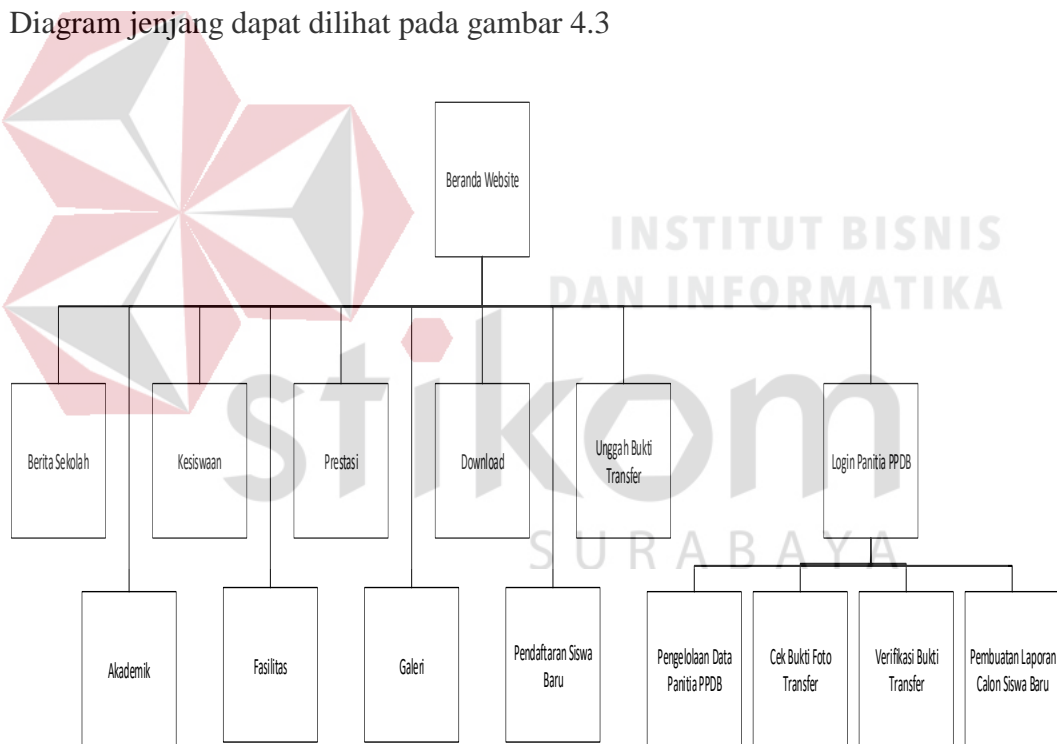 Diagram jenjang dapat dilihat pada gambar 4.3
Beranda Website
INSTITUT BISNIS
DAN INFORMATIKA
stikom
SURABAYA
Berita Sekolah
Kesiswaan
Prestasi
Download
Unggah Bukti
Transfer
Login Panitia PPDB
Akademik
Fasilitas
Galeri
Pendaftaran Siswa
Baru
Pengelolaan Data
Panitia PPDB
Cek Bukti Foto
Transfer
Verifikasi Bukti
Transfer
Pembuatan Laporan
Calon Siswa Baru